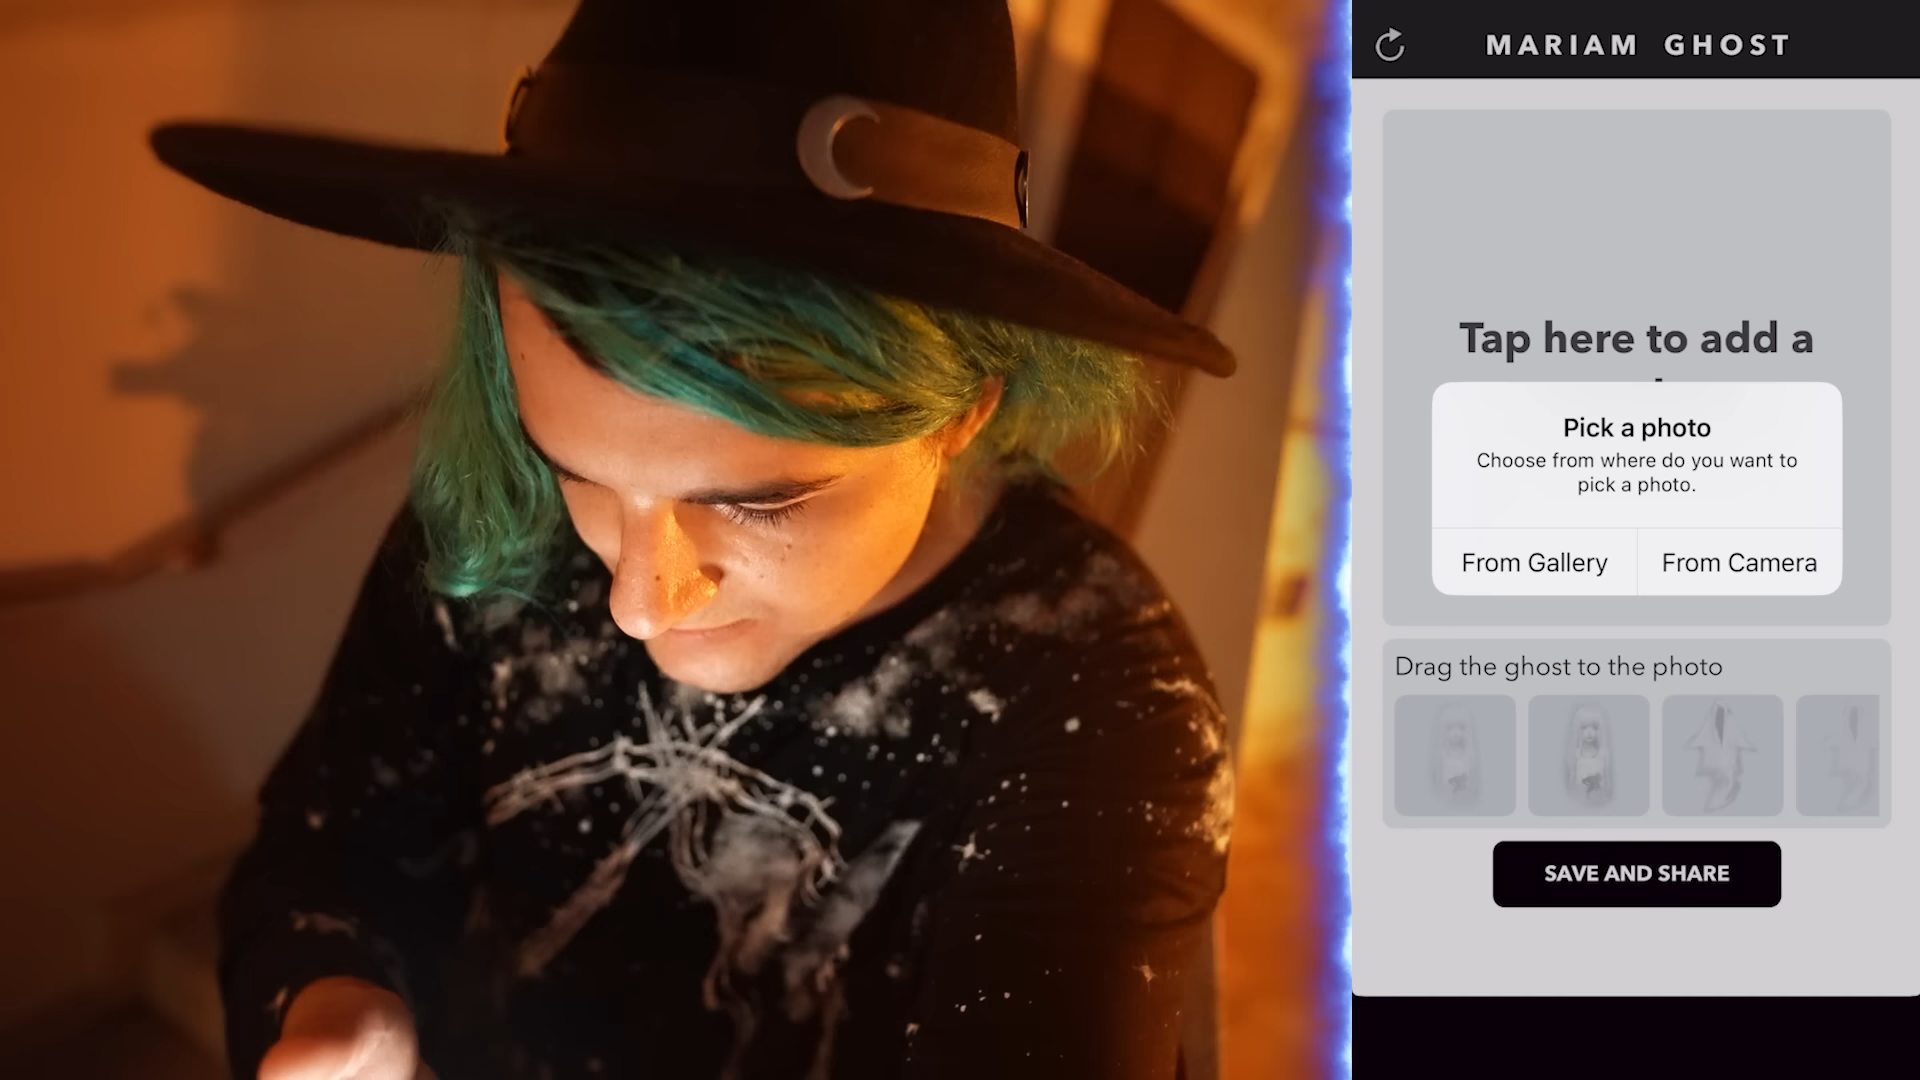 MARIAM GHOST
Tap here to add a
Pick a photo
Choose from where do you want to
pick a photo.
From Gallery
From Camera
Drag the ghost to the photo
SAVE AND SHARE